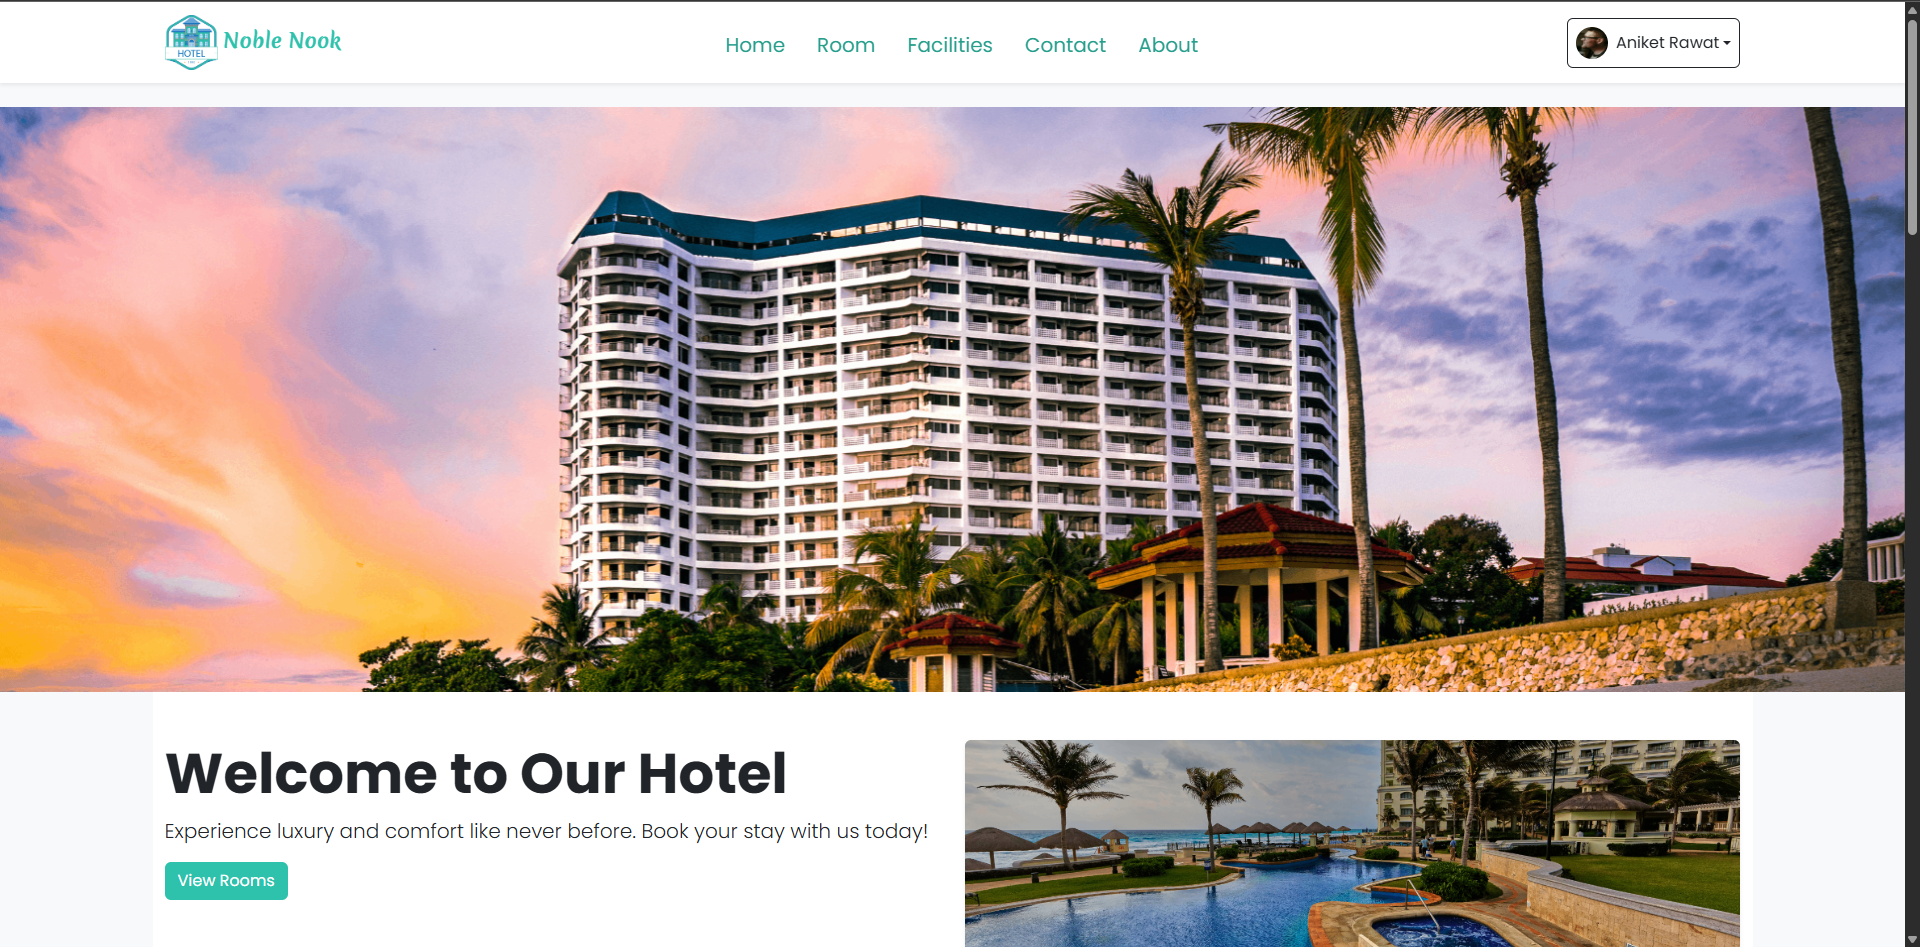 HOTEL
Noble Nook
Home Room Facilities Contact About
Aniket Rawat
Welcome to Our Hotel
Experience luxury and comfort like never before. Book your stay with us today!
View Rooms